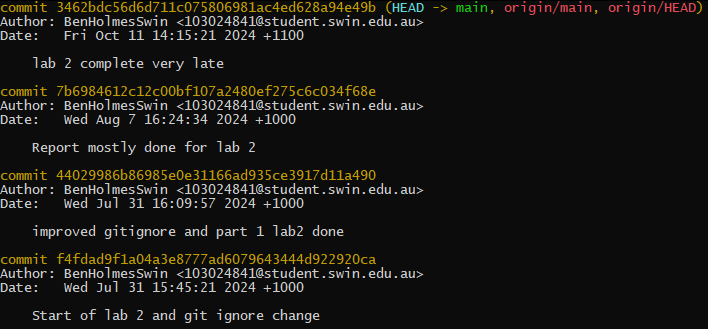 commit 3462bdc56d6d711c075806981ac4ed628a94e49b (HEAD -> main, origin/main, origin/HEAD)
Author: BenHolmesSwin <103024841@student.swin.edu.au>
Date:   Fri Oct 11 14:15:21 2024 +1100
lab 2 complete very late
commit 7b6984612c12c00bf107a2480ef275c6c034f68e
Author: BenHolmesSwin <103024841@student.swin.edu.au>
Date:   Wed Aug 7 16:24:34 2024 +1000
Report mostly done for lab 2
commit 44029986b86985e0e31166ad935ce3917d11a490
Author: BenHolmesSwin <103024841@student.swin.edu.au>
Date:   Wed Jul 31 16:09:57 2024 +1000
improved gitignore and part 1 lab2 done
commit f4fdad9f1a04a3e8777ad6079643444d922920ca
Author: BenHolmesSwin <103024841@student.swin.edu.au>
Date:   Wed Jul 31 15:45:21 2024 +1000
Start of lab 2 and git ignore change